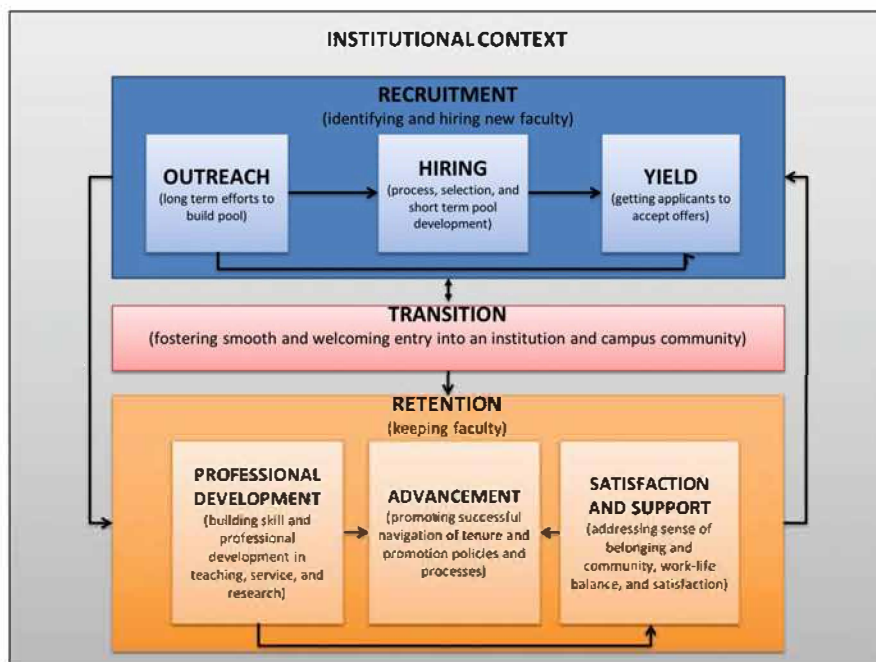 INSTITUTIONAL CONTEXT
RECRUITMENT
(identifying and hiring new faculty)
OUTREACH
(long term efforts to
build pool)
HIRING
(process, selection, and
short term pool
development)
YIELD
(getting applicants to
accept offers)
TRANSITION
(fostering smooth and welcoming entry into an institution and campus community)
RETENTION
(keeping faculty)
PROFESSIONAL
DEVELOPMENT
(building skill and
professional
development in
teaching, service, and
research)
ADVANCEMENT
(promoting successful
navigation of tenure and
promotion policies and
processes)
SATISFACTION
AND SUPPORT
(addressing sense of
belonging and
community, work-life
balance, and satisfaction)